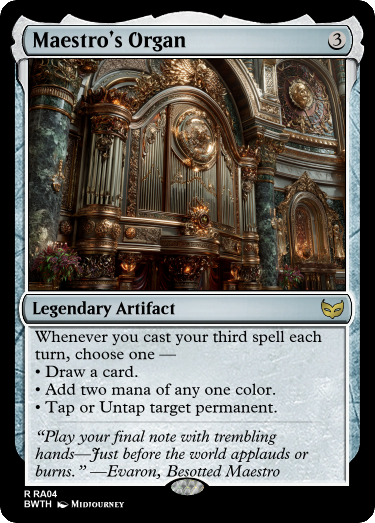 Maestro's Organ 3
Legendary Artifact
Whenever you cast your third spell each
turn, choose one —
• Draw a card.
• Add two mana of any one color.
• Tap or Untap target permanent.
“Play your final note with trembling
hands—Just before the world applauds or
burns.” —Evaron, Besotted Maestro
R RA04
BWTH Midjourney